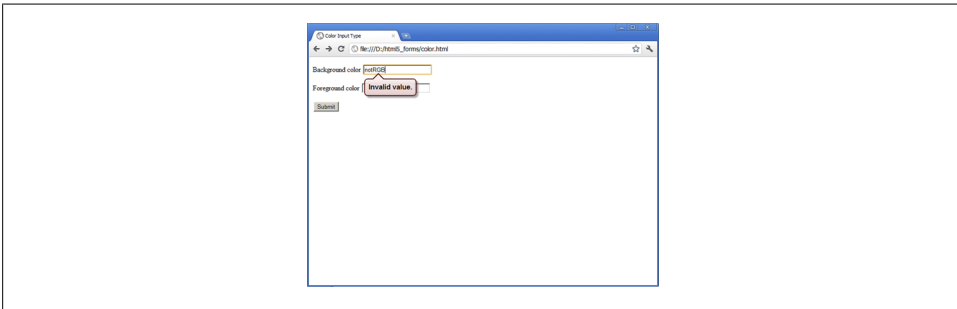 Color Input Type
file:///D:/html5_forms/color.html
Background color notRGB
Invalid value.
Foreground color
Submit